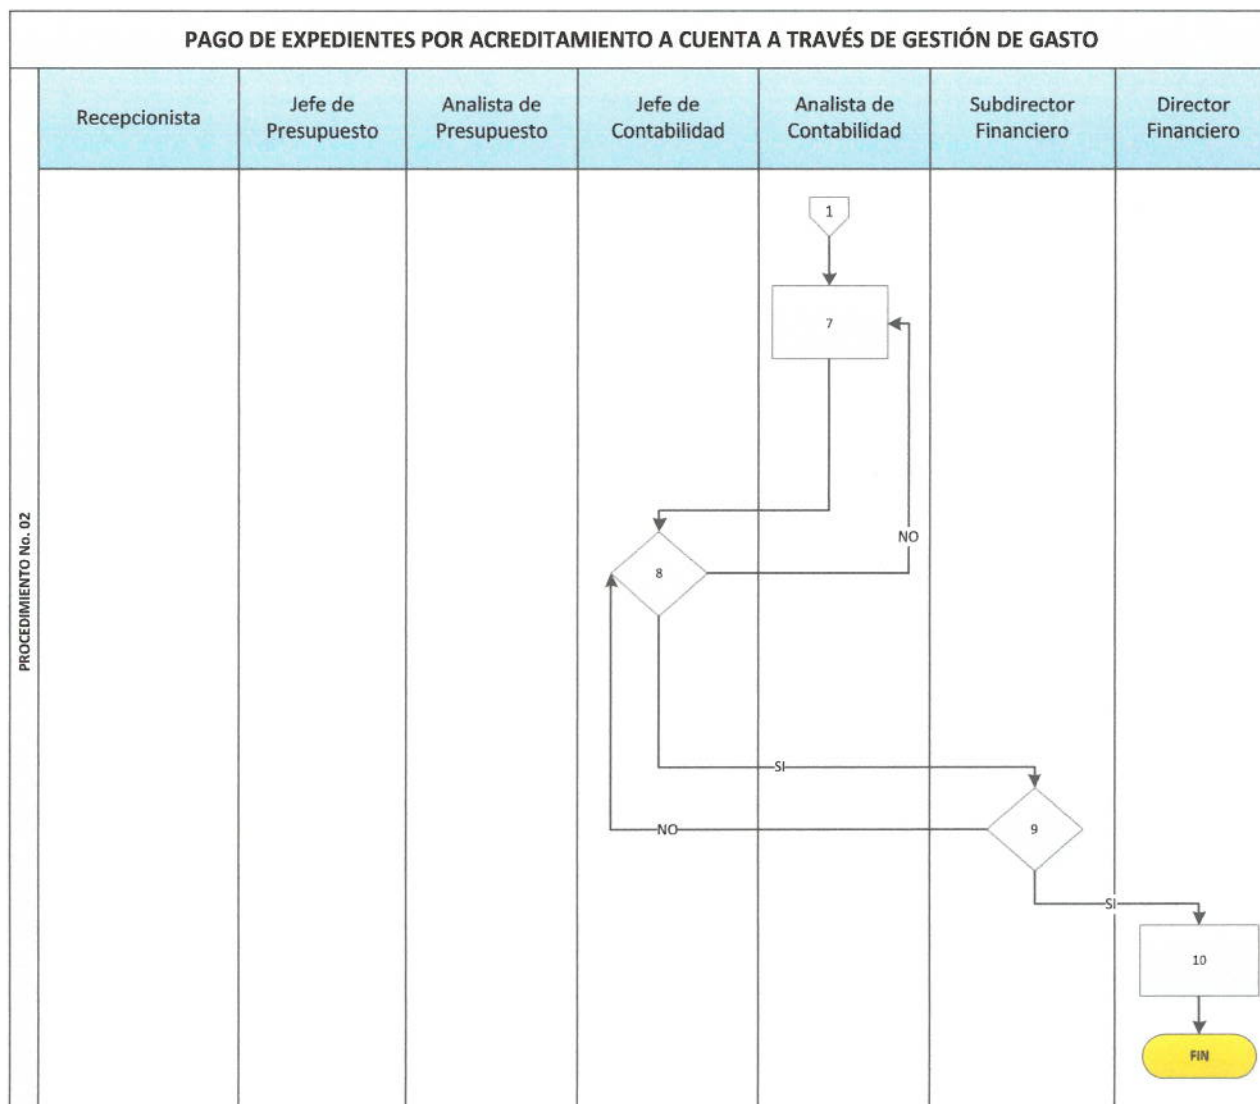 PAGO DE EXPEDIENTES POR ACREDITAMIENTO A CUENTA A TRAVÉS DE GESTIÓN DE GASTO
PROCEDIMIENTO No. 02
Recepcionista
Jefe de
Presupuesto
Analista de
Presupuesto
Jefe de
Contabilidad
Analista de
Contabilidad
Subdirector
Financiero
Director
Financiero
1
7
NO
8
SI
NO
9
SI
10
FIN